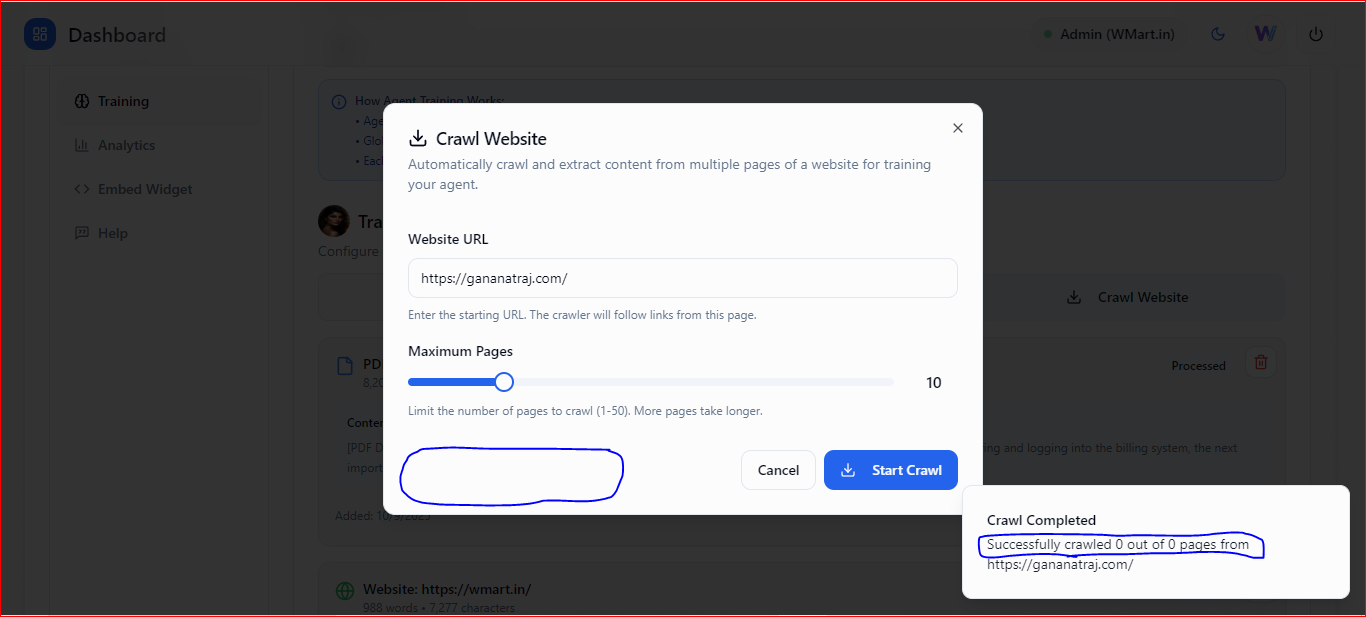 Dashboard
Admin (WMart.in)
Training
Analytics
Embed Widget
Help
How Agent Training Works:
• Age
• Glo
• Eac
Tra
Configure
Crawl Website
Automatically crawl and extract content from multiple pages of a website for training
your agent.
Website URL
https://gananatraj.com/
Enter the starting URL. The crawler will follow links from this page.
Maximum Pages
10
Limit the number of pages to crawl (1-50). More pages take longer.
Cancel
Start Crawl
Crawl Website
PD
8,20
Processed
Conte
[PDF D
ing and logging into the billing system, the next
import
Added: 10/9/2025
Crawl Completed
Successfully crawled 0 out of 0 pages from
https://gananatraj.com/
Website: https://wmart.in/
988 words • 7,277 characters